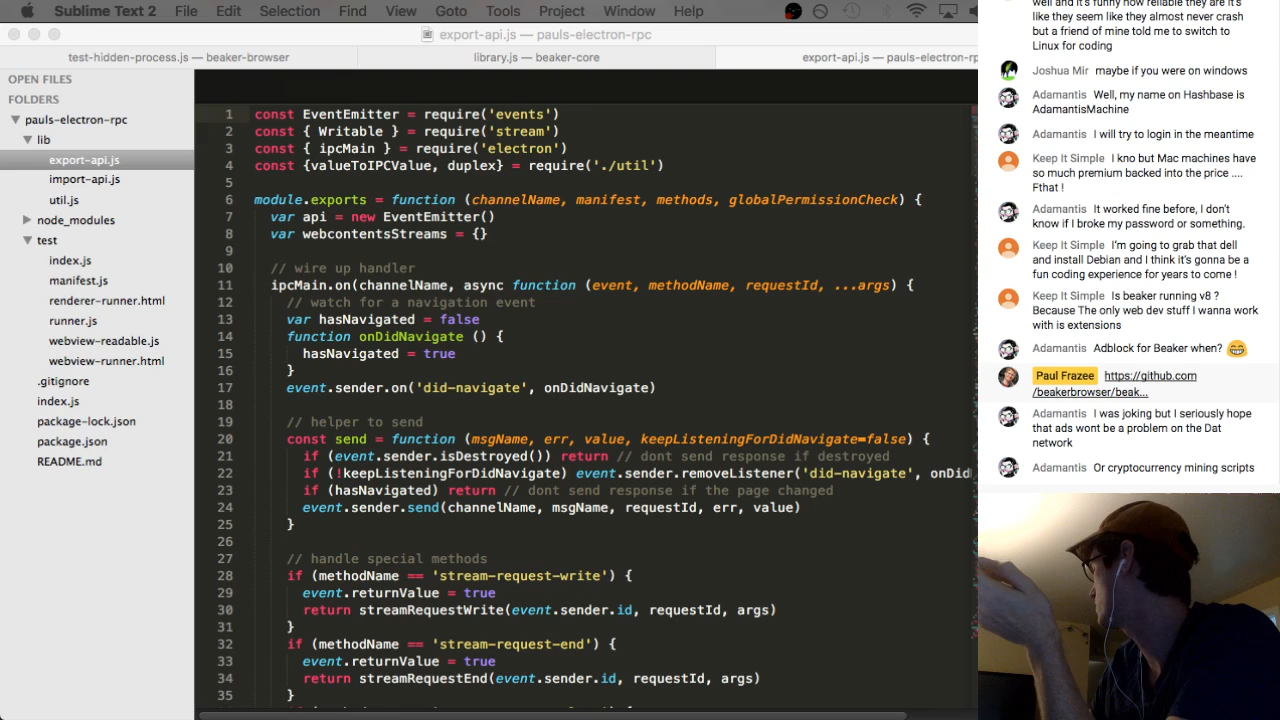 Sublime Text 2 File Edit Selection Find View Goto Tools Project Window Help
export-api.js — pauls-electron-rpc
test-hidden-process.js — beaker-browser
library.js — beaker-core
export-api.js — pauls-electron-rp
OPEN FILES
FOLDERS
pauls-electron-rpc
lib
export-api.js
import-api.js
util.js
node_modules
test
index.js
manifest.js
renderer-runner.html
runner.js
webview-readable.js
webview-runner.html
.gitignore
index.js
package-lock.json
package.json
README.md
1 const EventEmitter = require('events')
2 const { Writable } = require('stream')
3 const { ipcMain } = require('electron')
4 const {valueToIPCValue, duplex} = require('./util')
5
6 module.exports = function (channelName, manifest, methods, globalPermissionCheck) {
7 var api = new EventEmitter()
8 var webcontentsStreams = {}
9
10 // wire up handler
11 ipcMain.on(channelName, async function (event, methodName, requestId, ...args) {
12 // watch for a navigation event
13 var hasNavigated = false
14 function onDidNavigate () {
15 hasNavigated = true
16 }
17 event.sender.on('did-navigate', onDidNavigate)
18
19 // helper to send
20 const send = function (msgName, err, value, keepListeningForDidNavigate=false) {
21 if (event.sender.isDestroyed()) return // dont send response if destroyed
22 if (!keepListeningForDidNavigate) event.sender.removeListener('did-navigate', onDid
23 if (hasNavigated) return // dont send response if the page changed
24 event.sender.send(channelName, msgName, requestId, err, value)
25 }
26
27 // handle special methods
28 if (methodName == 'stream-request-write') {
29 event.returnValue = true
30 return streamRequestWrite(event.sender.id, requestId, args)
31 }
32 if (methodName == 'stream-request-end') {
33 event.returnValue = true
34 return streamRequestEnd(event.sender.id, requestId, args)
35 }
well and it's funny how reliable they are it's
like they seem like they almost never crash
but a friend of mine told me to switch to
Linux for coding
Joshua Mir maybe if you were on windows
Adamantis Well, my name on Hashbase is
AdamantisMachine
Adamantis I will try to login in the meantime
Keep It Simple I kno but Mac machines have
so much premium backed into the price ....
Fthat !
Adamantis It worked fine before, I don't
know if I broke my password or something.
Keep It Simple I'm going to grab that dell
and install Debian and I think it's gonna be a
fun coding experience for years to come !
Keep It Simple Is beaker running v8 ?
Because The only web dev stuff I wanna work
with is extensions
Adamantis Adblock for Beaker when? 😁
Paul Frazee https://github.com
/beakerbrowser/beak...
Adamantis I was joking but I seriously hope
that ads wont be a problem on the Dat
network
Adamantis Or cryptocurrency mining scripts